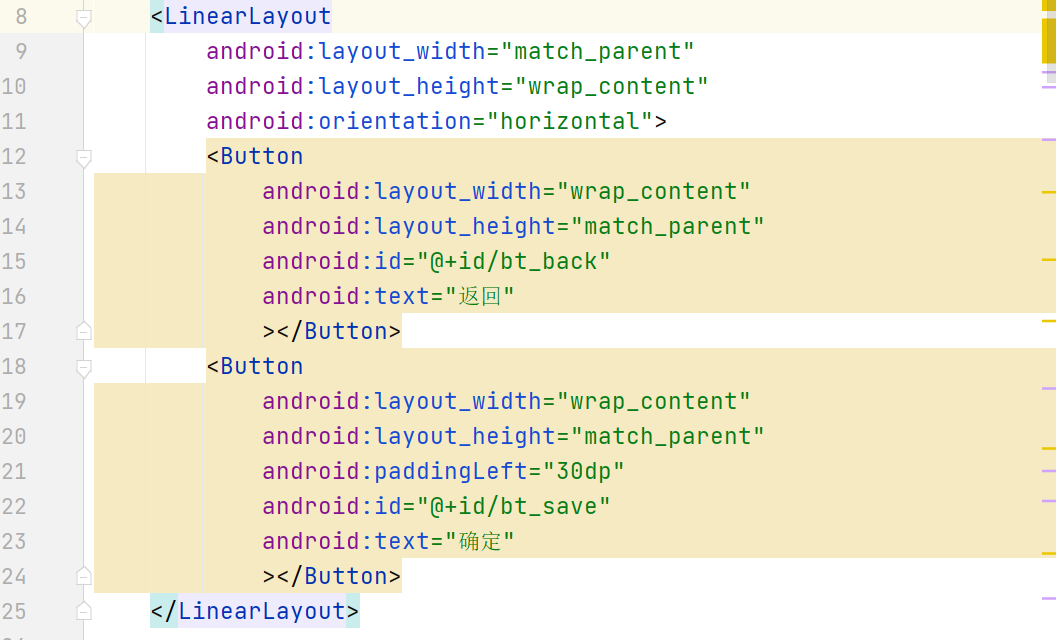 8 <LinearLayout
9 android:layout_width="match_parent"
10 android:layout_height="wrap_content"
11 android:orientation="horizontal">
12 <Button
13 android:layout_width="wrap_content"
14 android:layout_height="match_parent"
15 android:id="@+id/bt_back"
16 android:text="返回"
17 ></Button>
18 <Button
19 android:layout_width="wrap_content"
20 android:layout_height="match_parent"
21 android:paddingLeft="30dp"
22 android:id="@+id/bt_save"
23 android:text="确定"
24 ></Button>
25 </LinearLayout>